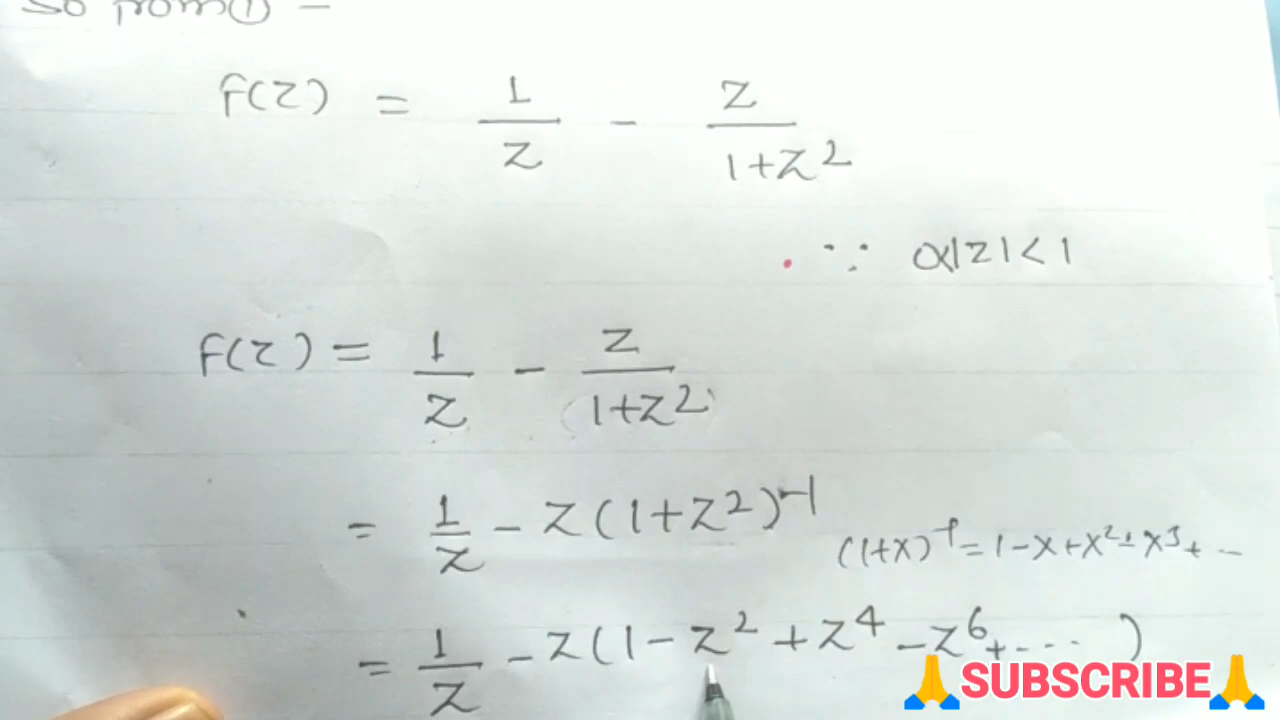 So from① –
F(z) = 1/z - z/1+z²
∵ 0<|z|<1
F(z) = 1/z - z/(1+z²)
= 1/z - z(1+z²)⁻¹
(1+x)⁻¹=1-x+x²-x³+...
= 1/z - z(1-z²+z⁴-z⁶+....)
🙏SUBSCRIBE🙏